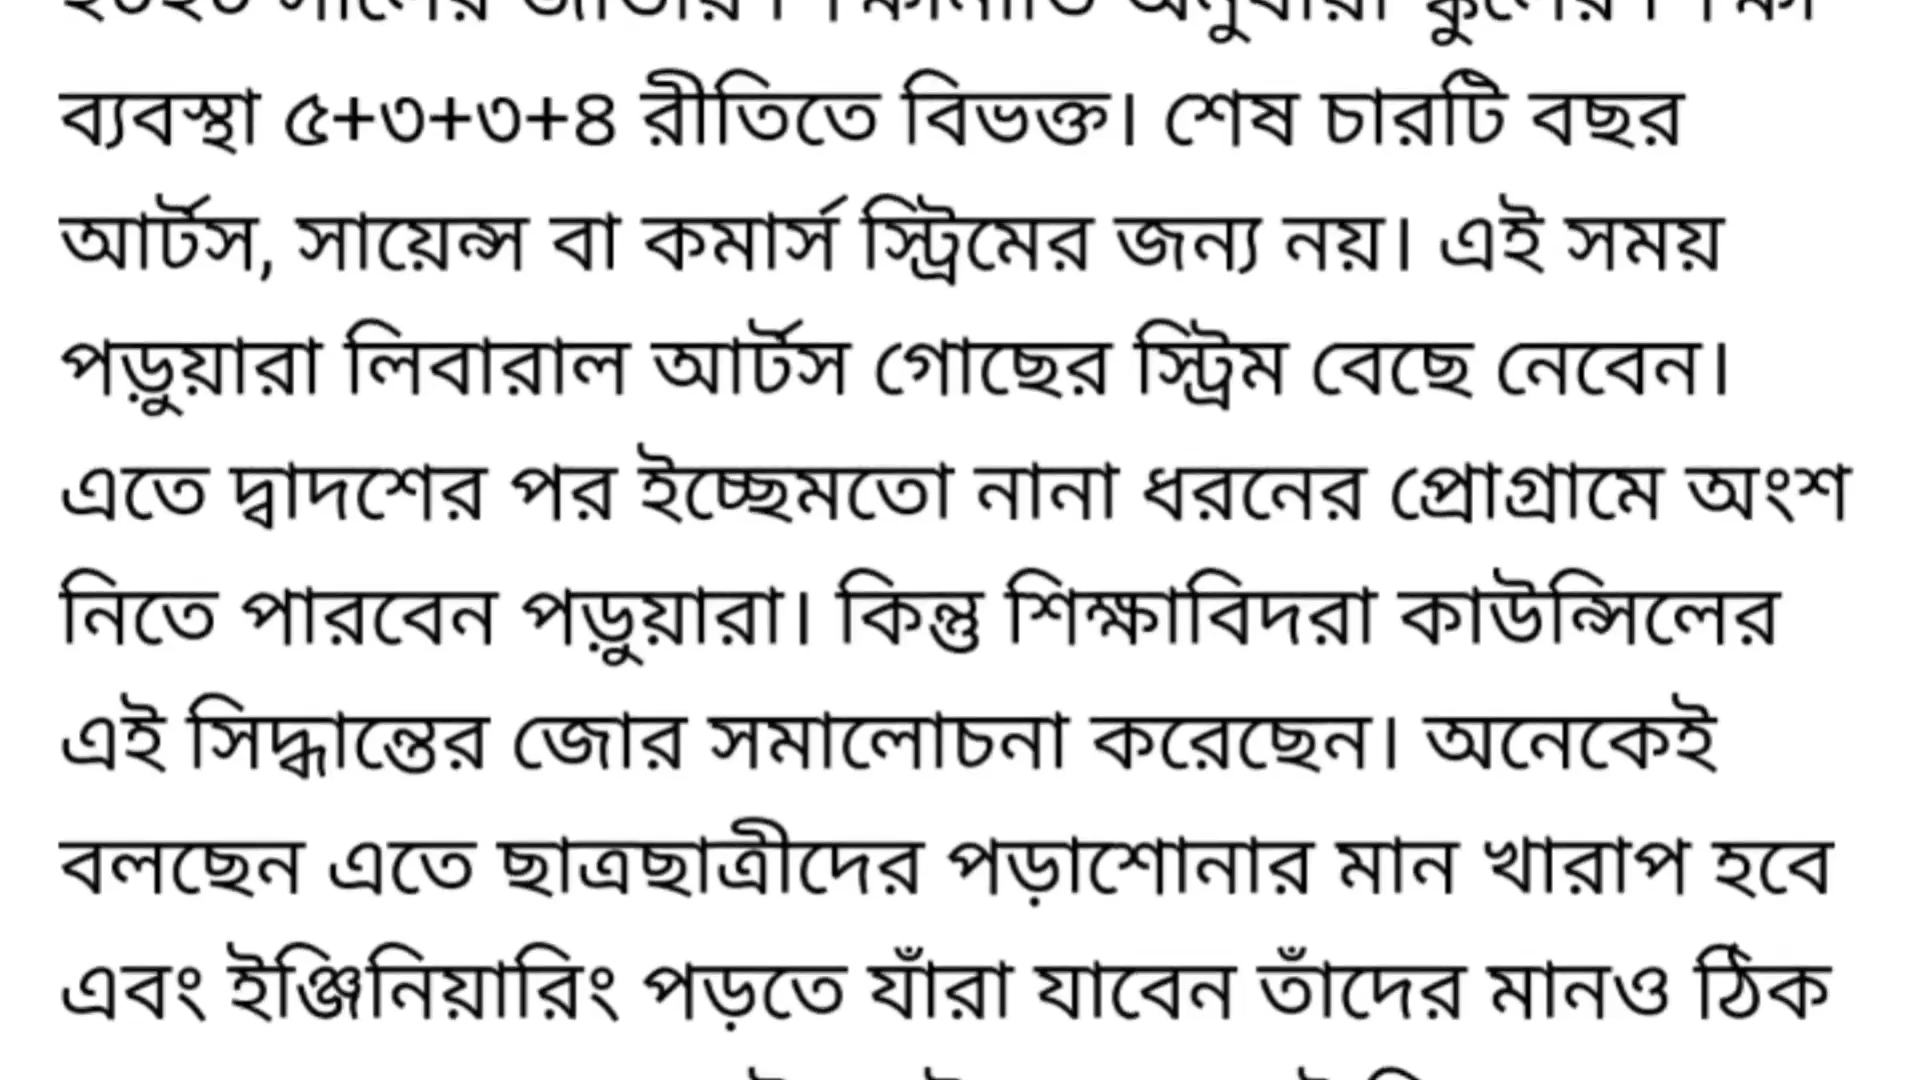 ২০২০ সালের জাতীয় শিক্ষানীতি অনুযায়ী স্কুলের শিক্ষা
ব্যবস্থা ৫+৩+৩+৪ রীতিতে বিভক্ত। শেষ চারটি বছর
আর্টস, সায়েন্স বা কমার্স স্ট্রিমের জন্য নয়। এই সময়
পড়ুয়ারা লিবারাল আর্টস গোছের স্ট্রিম বেছে নেবেন।
এতে দ্বাদশের পর ইচ্ছেমতো নানা ধরনের প্রোগ্রামে অংশ
নিতে পারবেন পড়ুয়ারা। কিন্তু শিক্ষাবিদরা কাউন্সিলের
এই সিদ্ধান্তের জোর সমালোচনা করেছেন। অনেকেই
বলছেন এতে ছাত্রছাত্রীদের পড়াশোনার মান খারাপ হবে
এবং ইঞ্জিনিয়ারিং পড়তে যাঁরা যাবেন তাঁদের মানও ঠিক